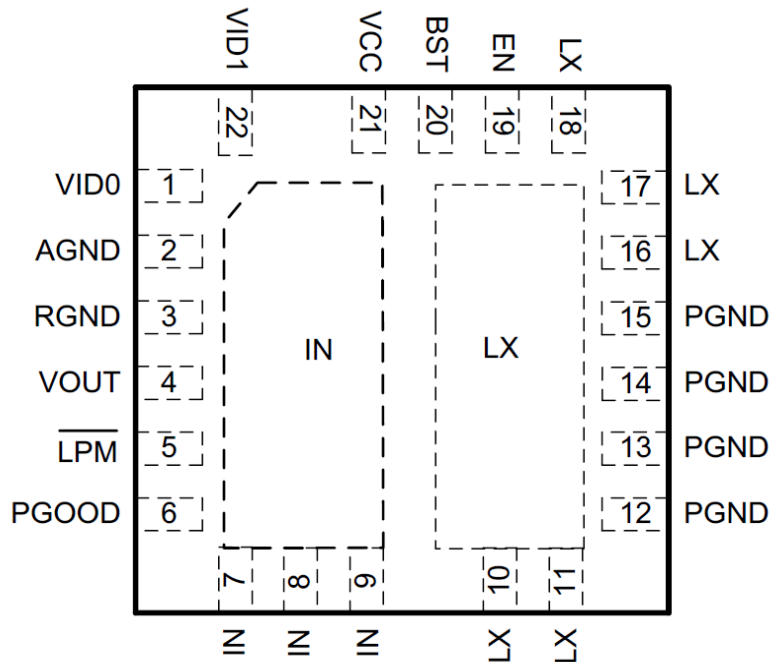 VID1 VCC BST EN LX
22 21 20 19 18
VID0 1 17 LX
AGND 2 16 LX
RGND 3 15 PGND
IN LX
VOUT 4 14 PGND
LPM 5 13 PGND
PGOOD 6 12 PGND
7 8 9 10 11
IN IN IN LX LX